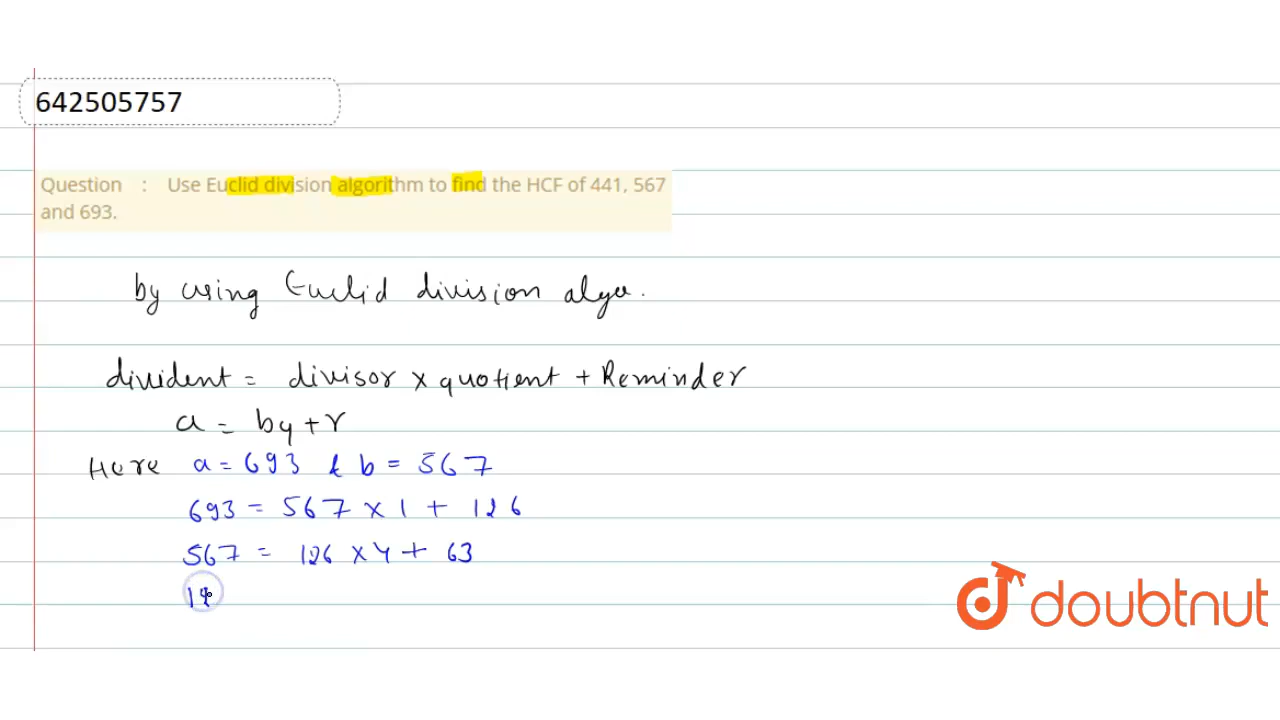 642505757
Question : Use Euclid division algorithm to find the HCF of 441, 567
and 693.
by using Euclid division algo.
divident = divisor × quotient + Reminder
a = bq + r
Here a = 693 & b = 567
693 = 567 × 1 + 126
567 = 126 × 4 + 63
12
doubtnut